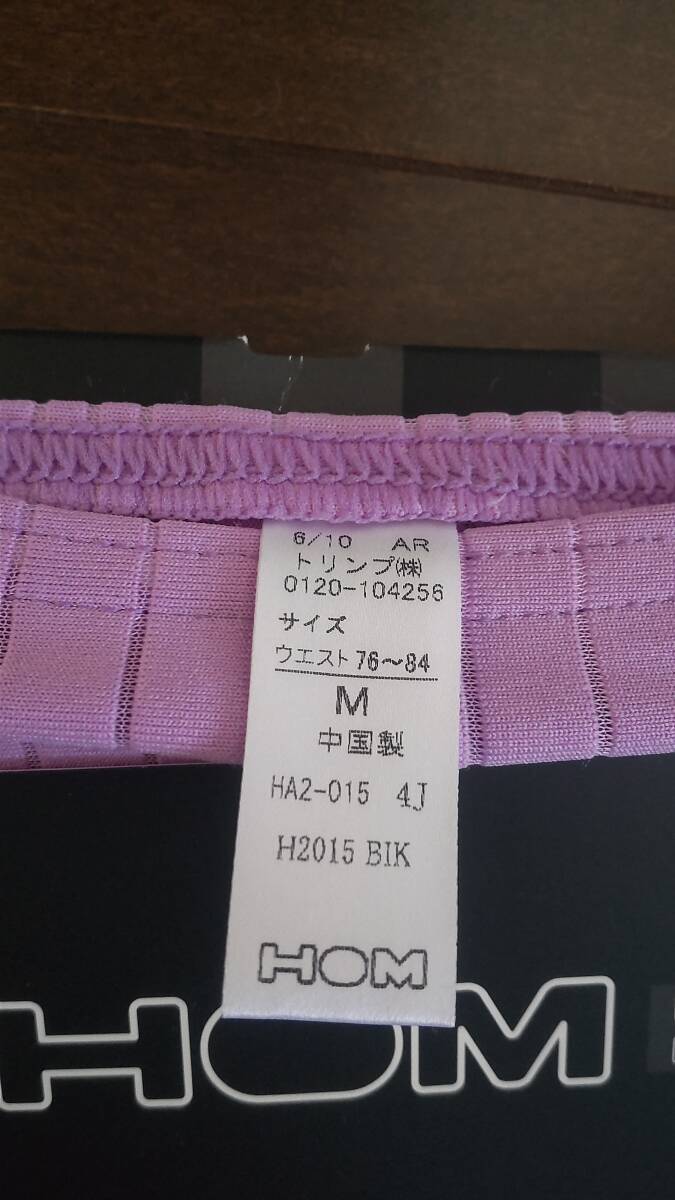 6/10 AR
トリンプ㈱
0120-104256
サイズ
ウエスト76〜84
M
中国製
HA2-015 4J
H2015 BIK
HOM
HOM